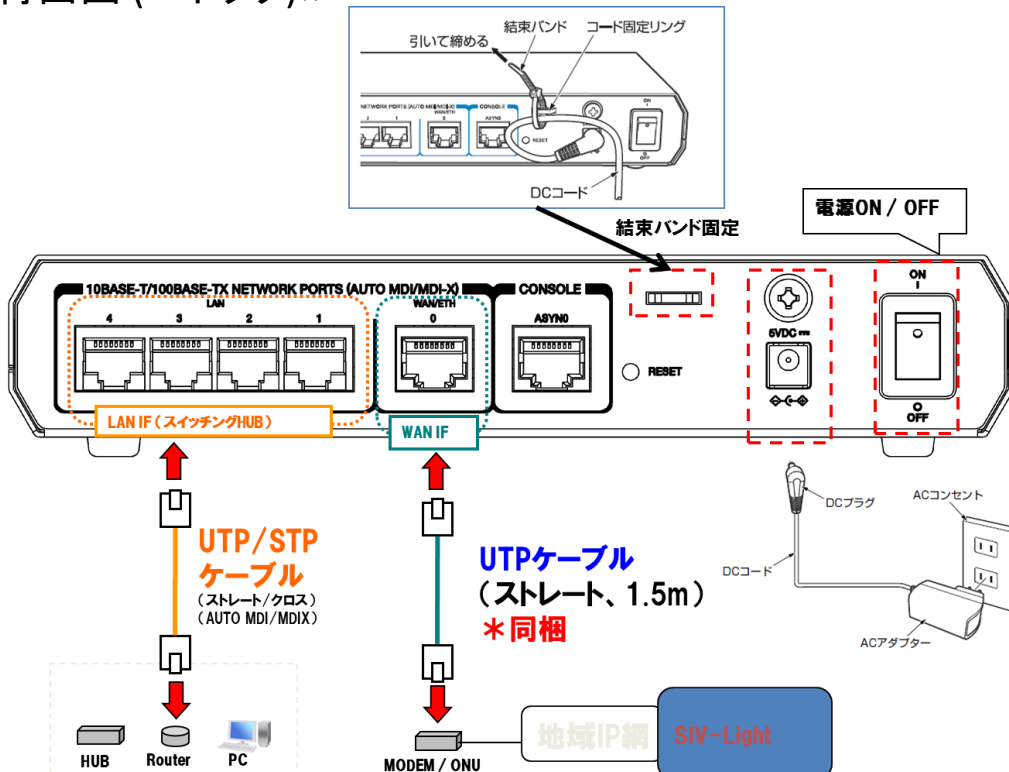 引いて締める
結束バンド
コード固定リング
NETWORK PORTS (AUTO MDI/MDI-X)
CONSOLE
WAN/ETH
2 1 0 ASYN0
RESET
ON
OFF
DCコード
結束バンド固定
電源ON / OFF
10BASE-T/100BASE-TX NETWORK PORTS (AUTO MDI/MDI-X)
CONSOLE
LAN
WAN/ETH
4 3 2 1 0 ASYN0
RESET
5VDC
ON
OFF
LAN IF (スイッチングHUB)
WAN IF
UTP/STP
ケーブル
(ストレート/クロス)
(AUTO MDI/MDIX)
UTPケーブル
(ストレート、1.5m)
*同梱
DCプラグ
ACコンセント
DCコード
ACアダプター
HUB
Router
PC
MODEM / ONU
地域IP網
SIV-Light